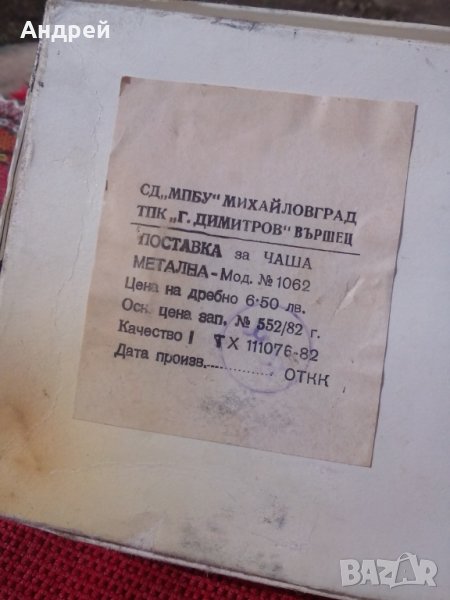 Андрей
СД „МПБУ" МИХАЙЛОВГРАД
ТПК „Г. ДИМИТРОВ" ВЪРШЕЦ
ПОСТАВКА за ЧАША
МЕТАЛНА - Мод. № 1062
Цена на дребно 6·50 лв.
Осн. цена зап. № 552/82 г.
Качество I ТХ 111076-82
Дата произв. ............ ОТКК
BAZAR